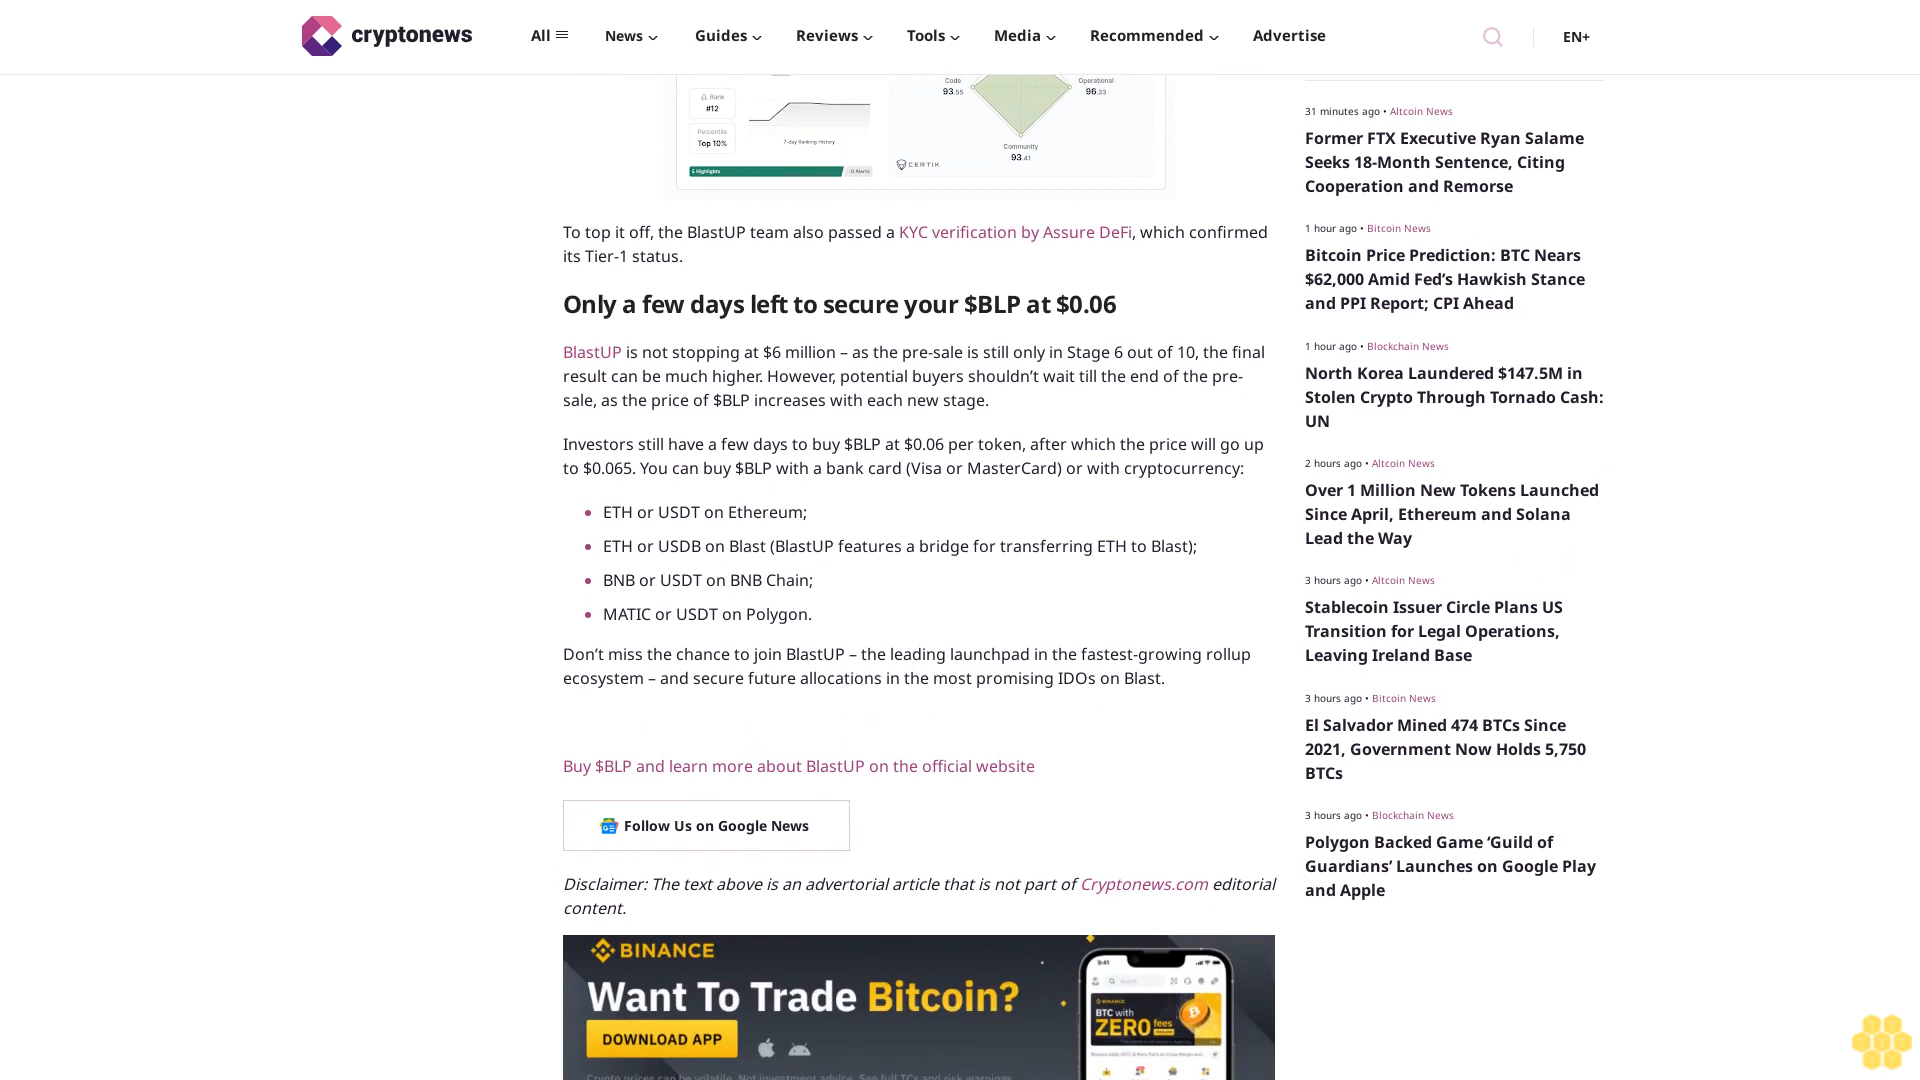 cryptonews
All
News
Guides
Reviews
Tools
Media
Recommended
Advertise
EN+
Code
93.55
Operational
96.33
Rank
#12
Percentile
Top 10%
7-day Ranking History
Community
93.41
5 Highlights
0 Alerts
CERTIK
To top it off, the BlastUP team also passed a KYC verification by Assure DeFi, which confirmed
its Tier-1 status.
Only a few days left to secure your $BLP at $0.06
BlastUP is not stopping at $6 million – as the pre-sale is still only in Stage 6 out of 10, the final
result can be much higher. However, potential buyers shouldn’t wait till the end of the pre-
sale, as the price of $BLP increases with each new stage.
Investors still have a few days to buy $BLP at $0.06 per token, after which the price will go up
to $0.065. You can buy $BLP with a bank card (Visa or MasterCard) or with cryptocurrency:
ETH or USDT on Ethereum;
ETH or USDB on Blast (BlastUP features a bridge for transferring ETH to Blast);
BNB or USDT on BNB Chain;
MATIC or USDT on Polygon.
Don’t miss the chance to join BlastUP – the leading launchpad in the fastest-growing rollup
ecosystem – and secure future allocations in the most promising IDOs on Blast.
Buy $BLP and learn more about BlastUP on the official website
Follow Us on Google News
Disclaimer: The text above is an advertorial article that is not part of Cryptonews.com editorial
content.
BINANCE
Want To Trade Bitcoin?
DOWNLOAD APP
Crypto prices can be volatile. Not investment advice. See full T&Cs and risk warnings
9:41
Search
BINANCE
BTC with
ZERO fees
31 minutes ago • Altcoin News
Former FTX Executive Ryan Salame
Seeks 18-Month Sentence, Citing
Cooperation and Remorse
1 hour ago • Bitcoin News
Bitcoin Price Prediction: BTC Nears
$62,000 Amid Fed’s Hawkish Stance
and PPI Report; CPI Ahead
1 hour ago • Blockchain News
North Korea Laundered $147.5M in
Stolen Crypto Through Tornado Cash:
UN
2 hours ago • Altcoin News
Over 1 Million New Tokens Launched
Since April, Ethereum and Solana
Lead the Way
3 hours ago • Altcoin News
Stablecoin Issuer Circle Plans US
Transition for Legal Operations,
Leaving Ireland Base
3 hours ago • Bitcoin News
El Salvador Mined 474 BTCs Since
2021, Government Now Holds 5,750
BTCs
3 hours ago • Blockchain News
Polygon Backed Game ‘Guild of
Guardians’ Launches on Google Play
and Apple